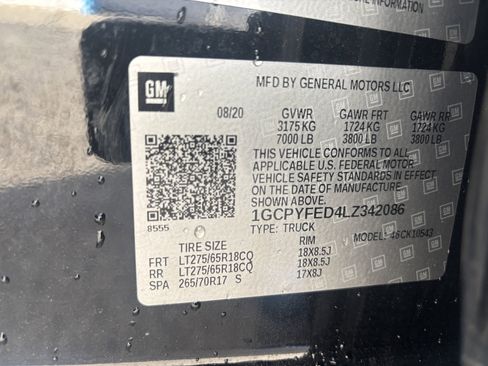 INFORMATION
GM
MFD BY GENERAL MOTORS LLC
08/20 GVWR GAWR FRT GAWR RR
3175 KG 1724 KG 1724 KG
7000 LB 3800 LB 3800 LB
THIS VEHICLE CONFORMS TO ALL
APPLICABLE U.S. FEDERAL MOTOR
VEHICLE SAFETY STANDARDS IN
EFFECT ON THE DATE OF
MANUFACTURE SHOWN ABOVE.
8555 1GCPYFED4LZ342086
TYPE: TRUCK MODEL: 4SCK10543
TIRE SIZE RIM
FRT LT275/65R18CQ 18X8.5J
RR LT275/65R18CQ 18X8.5J
SPA 265/70R17 S 17X8J